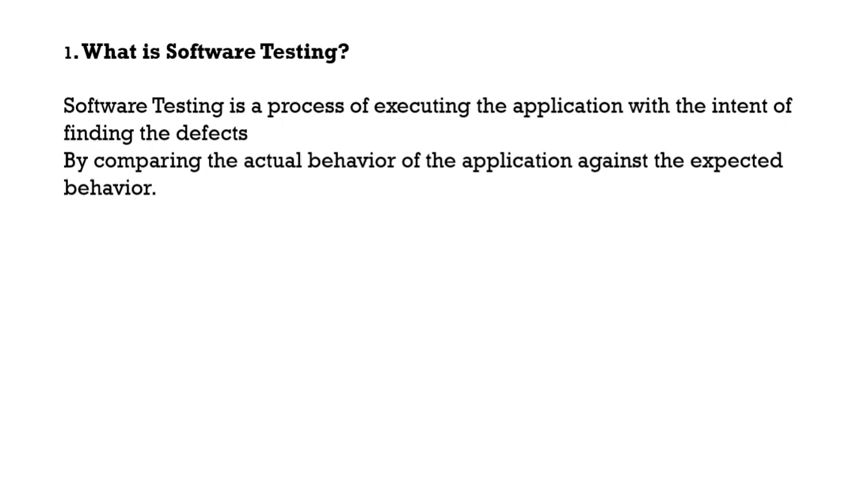 1. What is Software Testing?
Software Testing is a process of executing the application with the intent of
finding the defects
By comparing the actual behavior of the application against the expected
behavior.